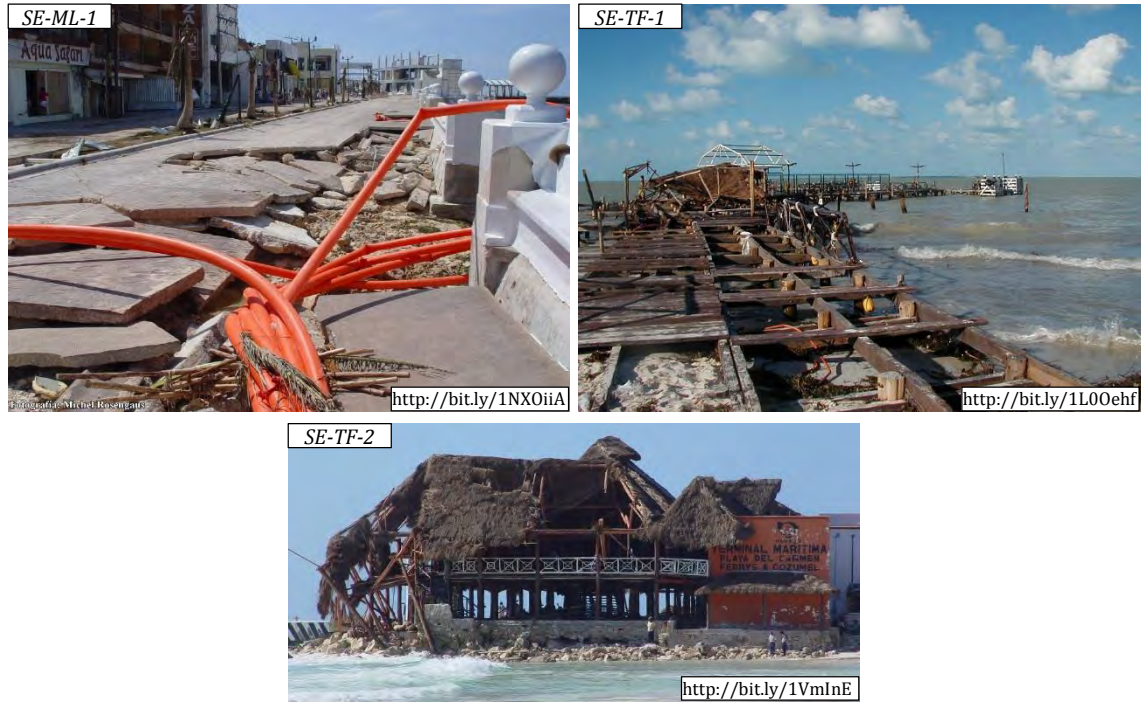 SE-ML-1
Aqua Safari
ZA
Fotografía: Michel Rosengaus
http://bit.ly/1NXOiiA
SE-TF-1
http://bit.ly/1L0Oehf
SE-TF-2
TERMINAL MARITIMA
PLAYA DEL CARMEN
FERRYS A COZUMEL
http://bit.ly/1VmInE